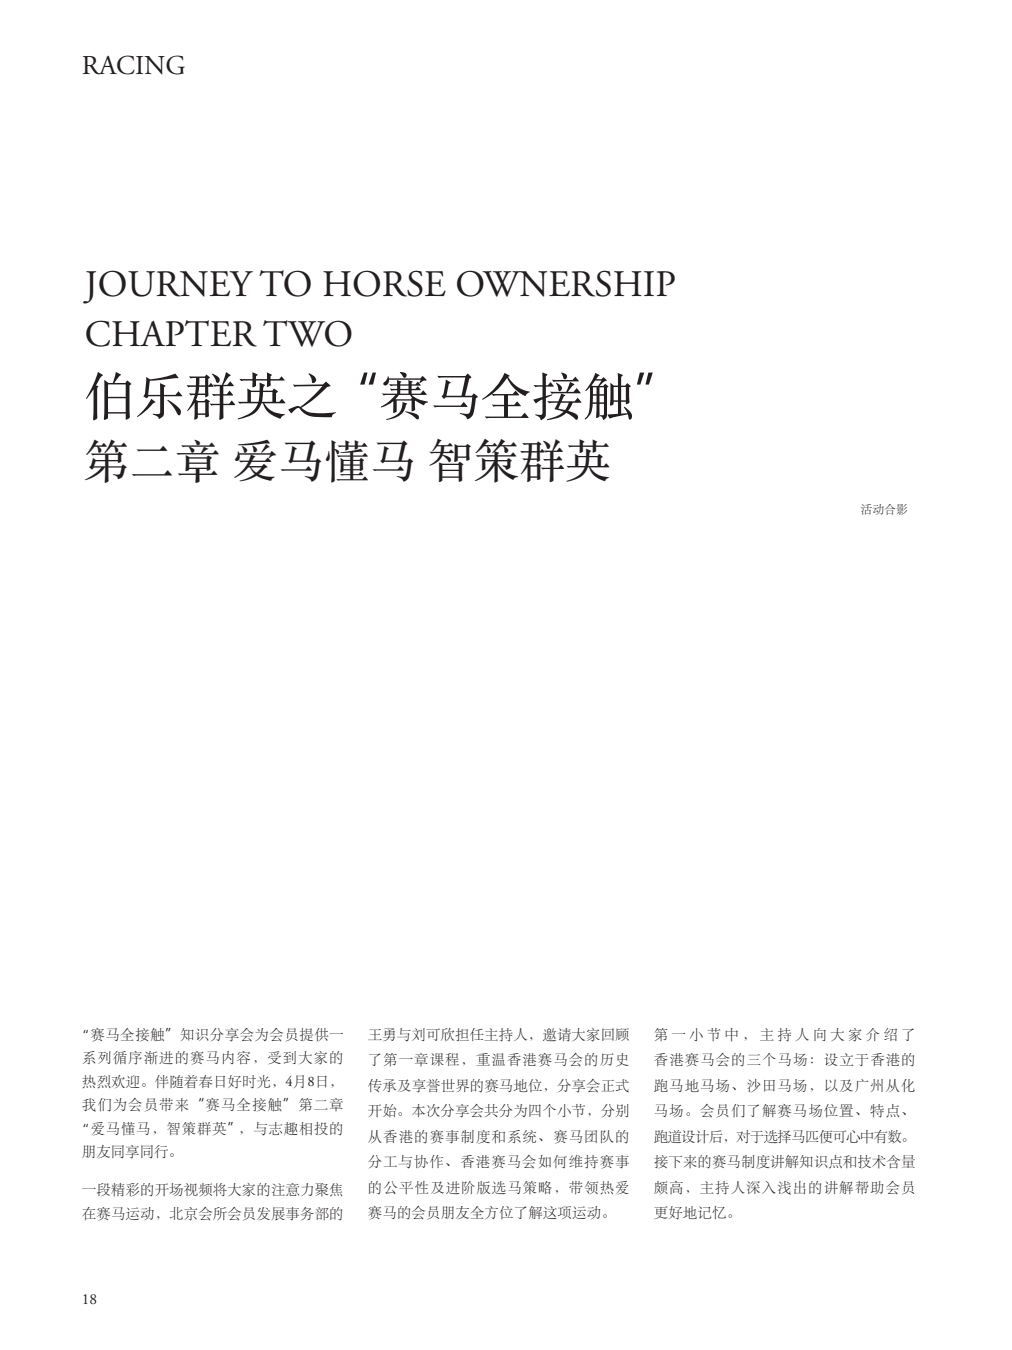 RACING
JOURNEY TO HORSE OWNERSHIP
CHAPTER TWO
伯乐群英之“赛马全接触”
第二章 爱马懂马 智策群英
活动合影
“赛马全接触”知识分享会为会员提供一
系列循序渐进的赛马内容，受到大家的
热烈欢迎。伴随着春日好时光，4月8日，
我们为会员带来“赛马全接触”第二章
“爱马懂马，智策群英”，与志趣相投的
朋友同享同行。
一段精彩的开场视频将大家的注意力聚焦
在赛马运动，北京会所会员发展事务部的
王勇与刘可欣担任主持人，邀请大家回顾
了第一章课程，重温香港赛马会的历史
传承及享誉世界的赛马地位，分享会正式
开始。本次分享会共分为四个小节，分别
从香港的赛事制度和系统、赛马团队的
分工与协作、香港赛马会如何维持赛事
的公平性及进阶版选马策略，带领热爱
赛马的会员朋友全方位了解这项运动。
第一小节中，主持人向大家介绍了
香港赛马会的三个马场：设立于香港的
跑马地马场、沙田马场，以及广州从化
马场。会员们了解赛马场位置、特点、
跑道设计后，对于选择马匹便可心中有数。
接下来的赛马制度讲解知识点和技术含量
颇高，主持人深入浅出的讲解帮助会员
更好地记忆。
18